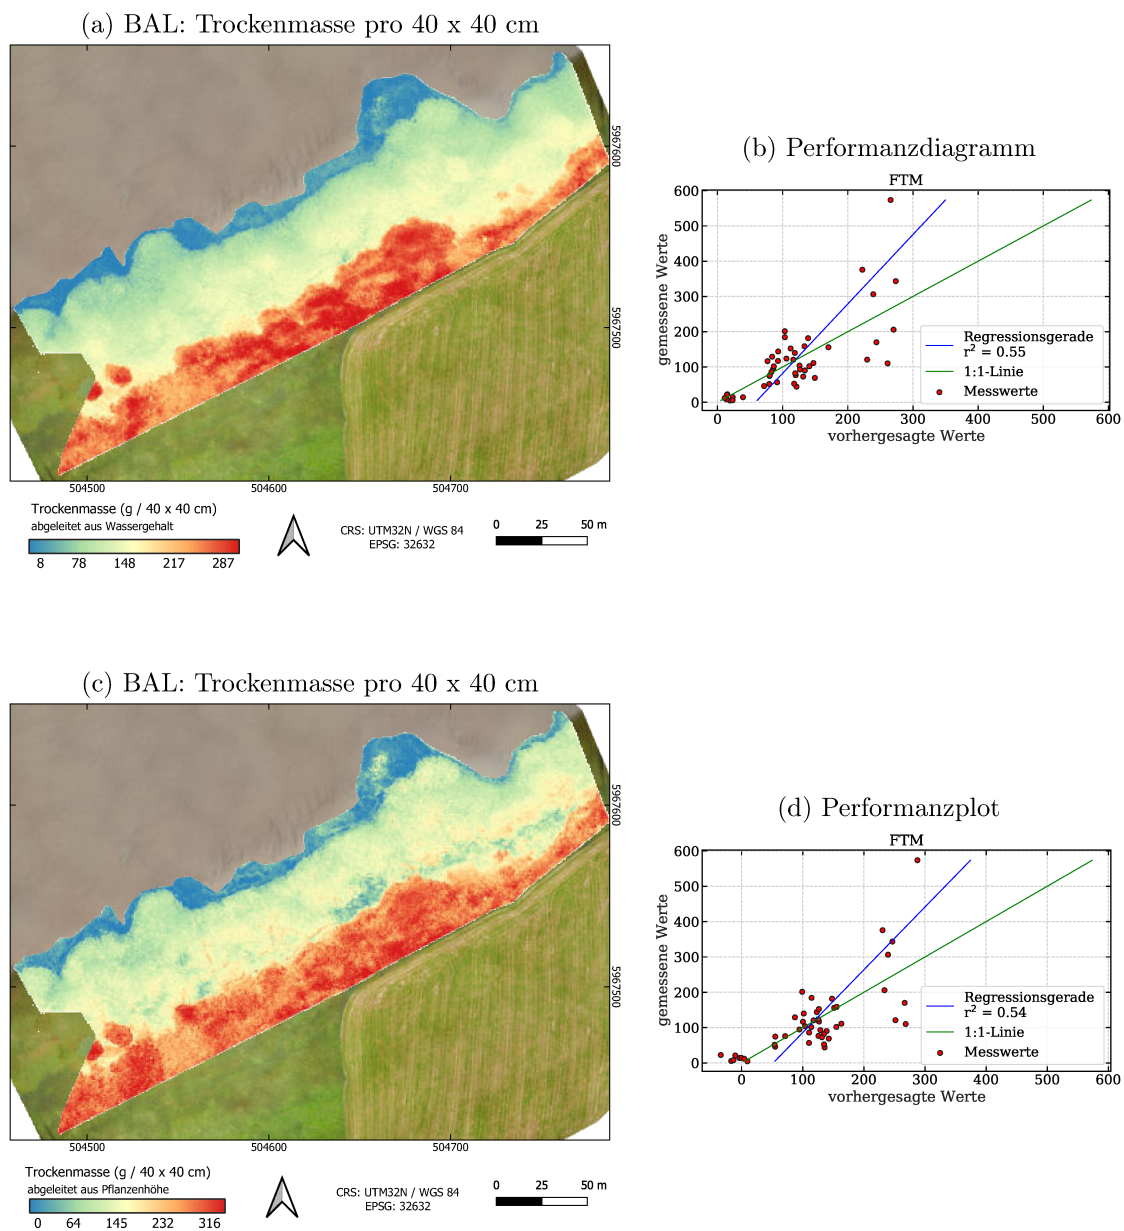 (a) BAL: Trockenmasse pro 40 x 40 cm
5967600
5967500
504500 504600 504700
Trockenmasse (g / 40 x 40 cm)
abgeleitet aus Wassergehalt
8 78 148 217 287
CRS: UTM32N / WGS 84
EPSG: 32632
0 25 50 m
(b) Performanzdiagramm
FTM
gemessene Werte
600
500
400
300
200
100
0
0 100 200 300 400 500 600
vorhergesagte Werte
Regressionsgerade
r² = 0.55
1:1-Linie
Messwerte
(c) BAL: Trockenmasse pro 40 x 40 cm
5967600
5967500
504500 504600 504700
Trockenmasse (g / 40 x 40 cm)
abgeleitet aus Pflanzenhöhe
0 64 145 232 316
CRS: UTM32N / WGS 84
EPSG: 32632
0 25 50 m
(d) Performanzplot
FTM
gemessene Werte
600
500
400
300
200
100
0
0 100 200 300 400 500 600
vorhergesagte Werte
Regressionsgerade
r² = 0.54
1:1-Linie
Messwerte